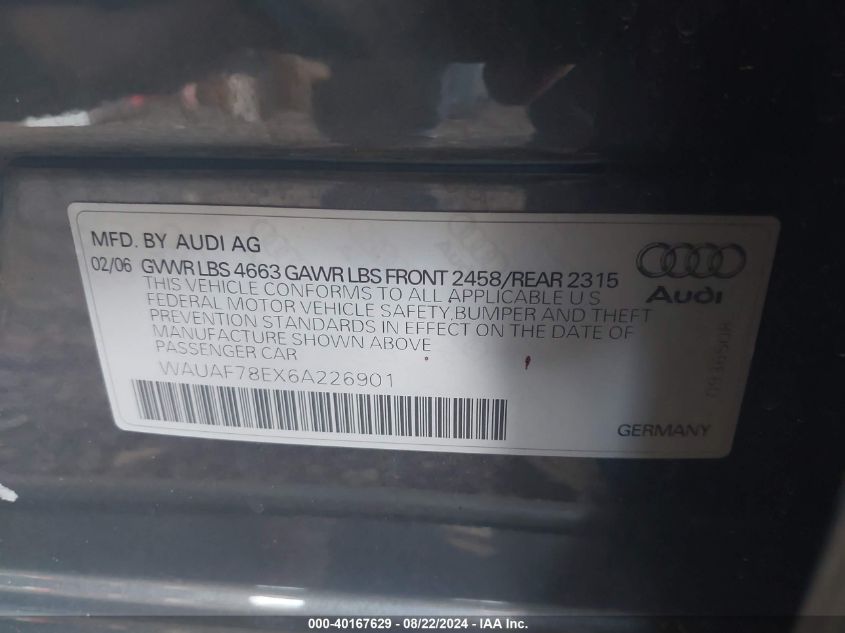 MFD. BY AUDI AG
02/06 GVWR LBS 4663 GAWR LBS FRONT 2458/REAR 2315
THIS VEHICLE CONFORMS TO ALL APPLICABLE U S
FEDERAL MOTOR VEHICLE SAFETY,BUMPER AND THEFT
PREVENTION STANDARDS IN EFFECT ON THE DATE OF
MANUFACTURE SHOWN ABOVE
PASSENGER CAR
WAUAF78EX6A226901
Audi
GERMANY
000-40167629 - 08/22/2024 - IAA Inc.